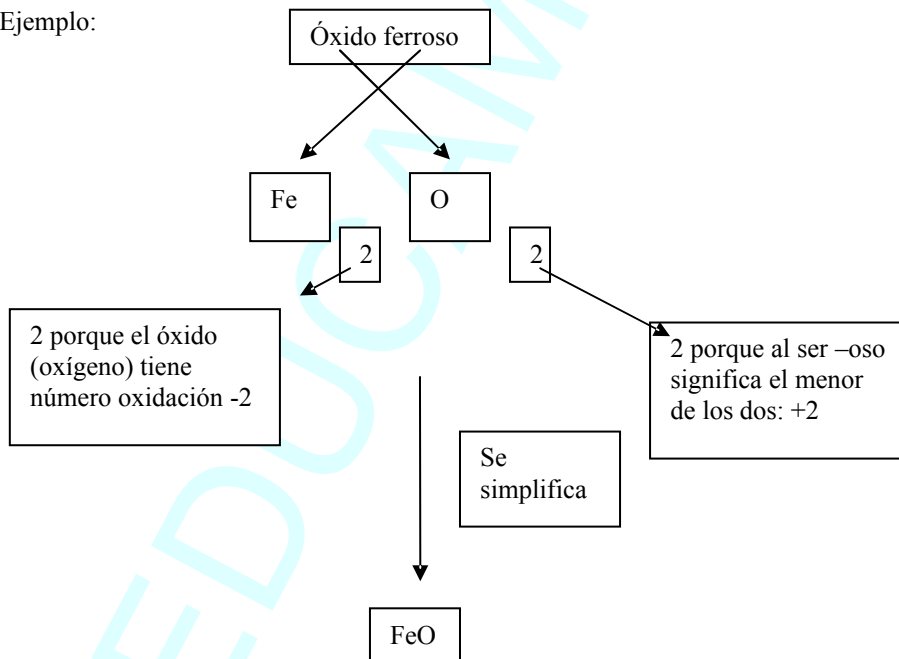 Ejemplo:
Óxido ferroso
Fe
O
2
2
2 porque el óxido
(oxígeno) tiene
número oxidación -2
2 porque al ser –oso
significa el menor
de los dos: +2
Se
simplifica
FeO
EDUCAM